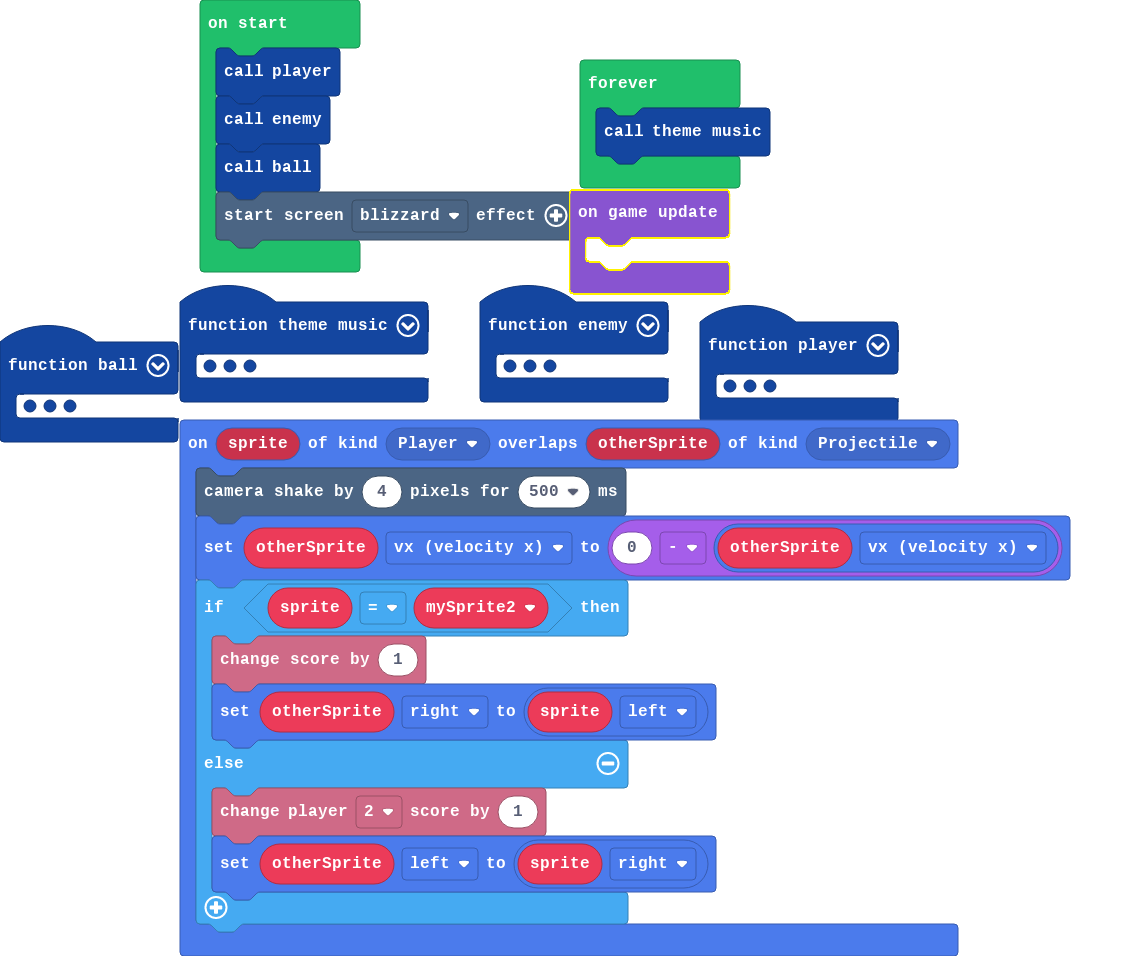 on start
call player
call enemy
call ball
start screen blizzard effect
forever
call theme music
on game update
function ball
function theme music
function enemy
function player
on sprite of kind Player overlaps otherSprite of kind Projectile
camera shake by 4 pixels for 500 ms
set otherSprite vx (velocity x) to 0 - otherSprite vx (velocity x)
if sprite = mySprite2 then
change score by 1
set otherSprite right to sprite left
else
change player 2 score by 1
set otherSprite left to sprite right